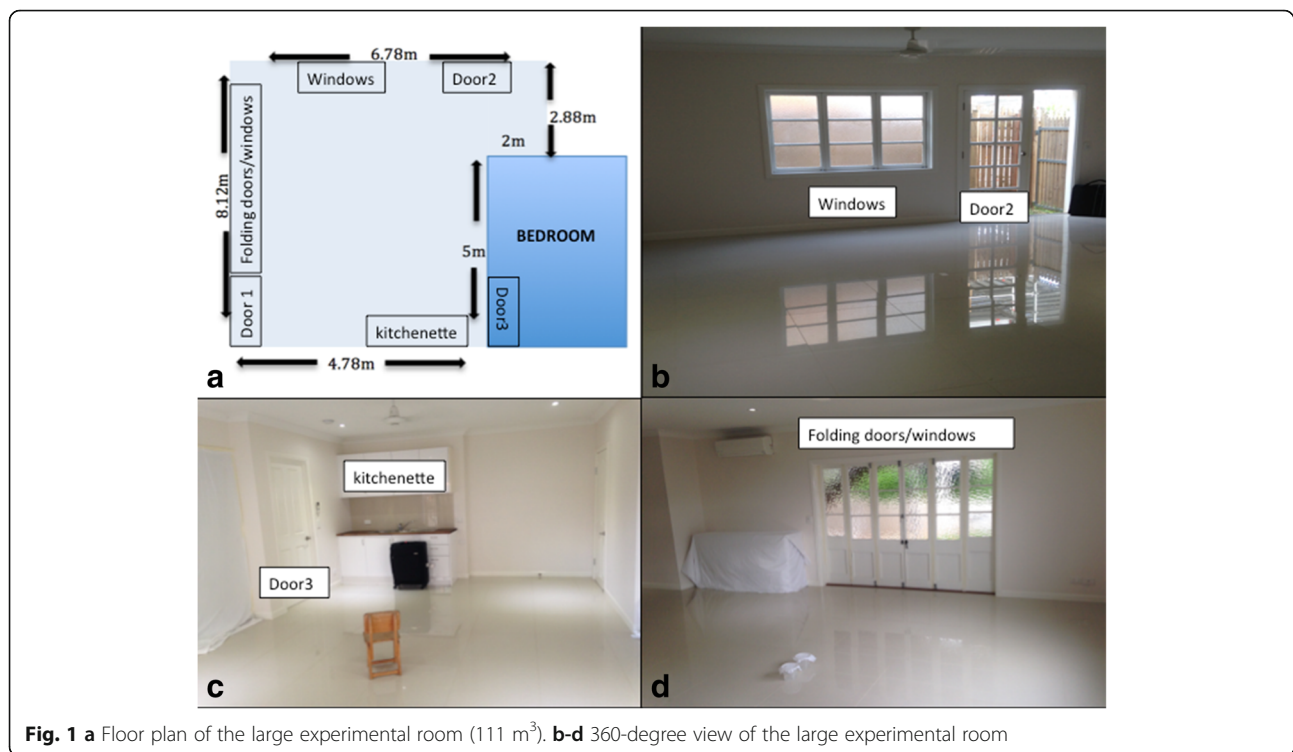 6.78m
Windows
Door2
2.88m
2m
Folding doors/windows
8.12m
BEDROOM
5m
Door 1
Door3
kitchenette
4.78m
a
Windows
Door2
b
kitchenette
Door3
c
Folding doors/windows
d
Fig. 1 a Floor plan of the large experimental room (111 m³). b-d 360-degree view of the large experimental room